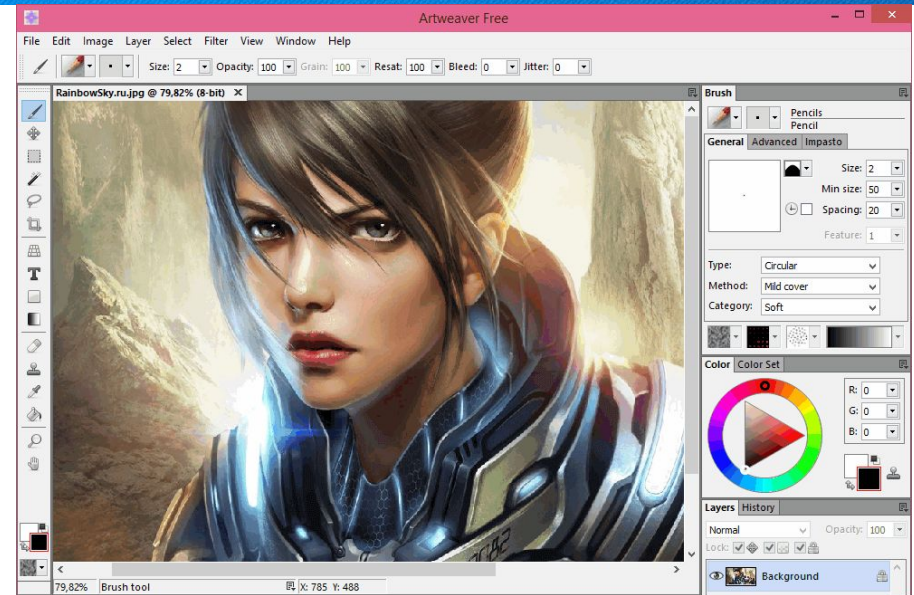 Artweaver Free
File Edit Image Layer Select Filter View Window Help
Size: 2 Opacity: 100 Grain: 100 Resat: 100 Bleed: 0 Jitter: 0
RainbowSky.ru.jpg @ 79,82% (8-bit) X
Brush
Pencils
Pencil
General Advanced Impasto
Size: 2
Min size: 50
Spacing: 20
Feature: 1
Type: Circular
Method: Mild cover
Category: Soft
Color Color Set
R: 0
G: 0
B: 0
Layers History
Normal Opacity: 100
Lock:
Background
T
79,82% Brush tool X: 785 Y: 488